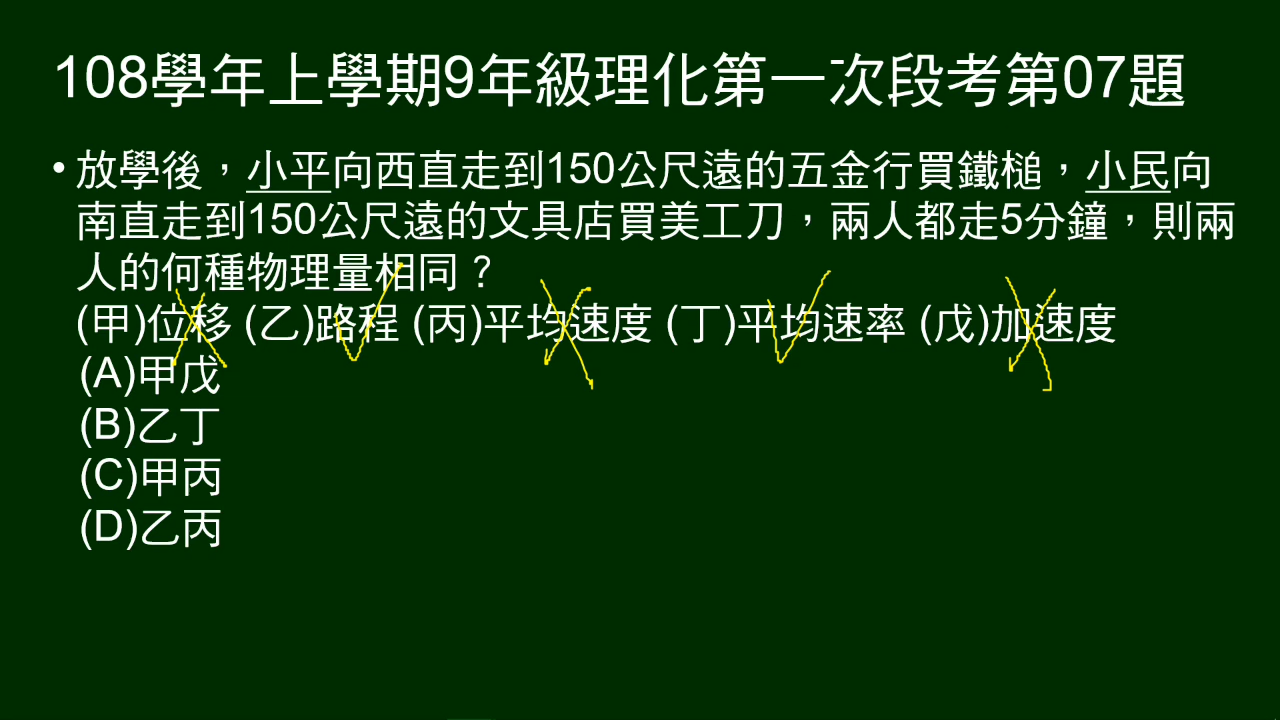 108學年上學期9年級理化第一次段考第07題
•放學後，小平向西直走到150公尺遠的五金行買鐵槌，小民向
南直走到150公尺遠的文具店買美工刀，兩人都走5分鐘，則兩
人的何種物理量相同？
(甲)位移 (乙)路程 (丙)平均速度 (丁)平均速率 (戊)加速度
(A)甲戊
(B)乙丁
(C)甲丙
(D)乙丙